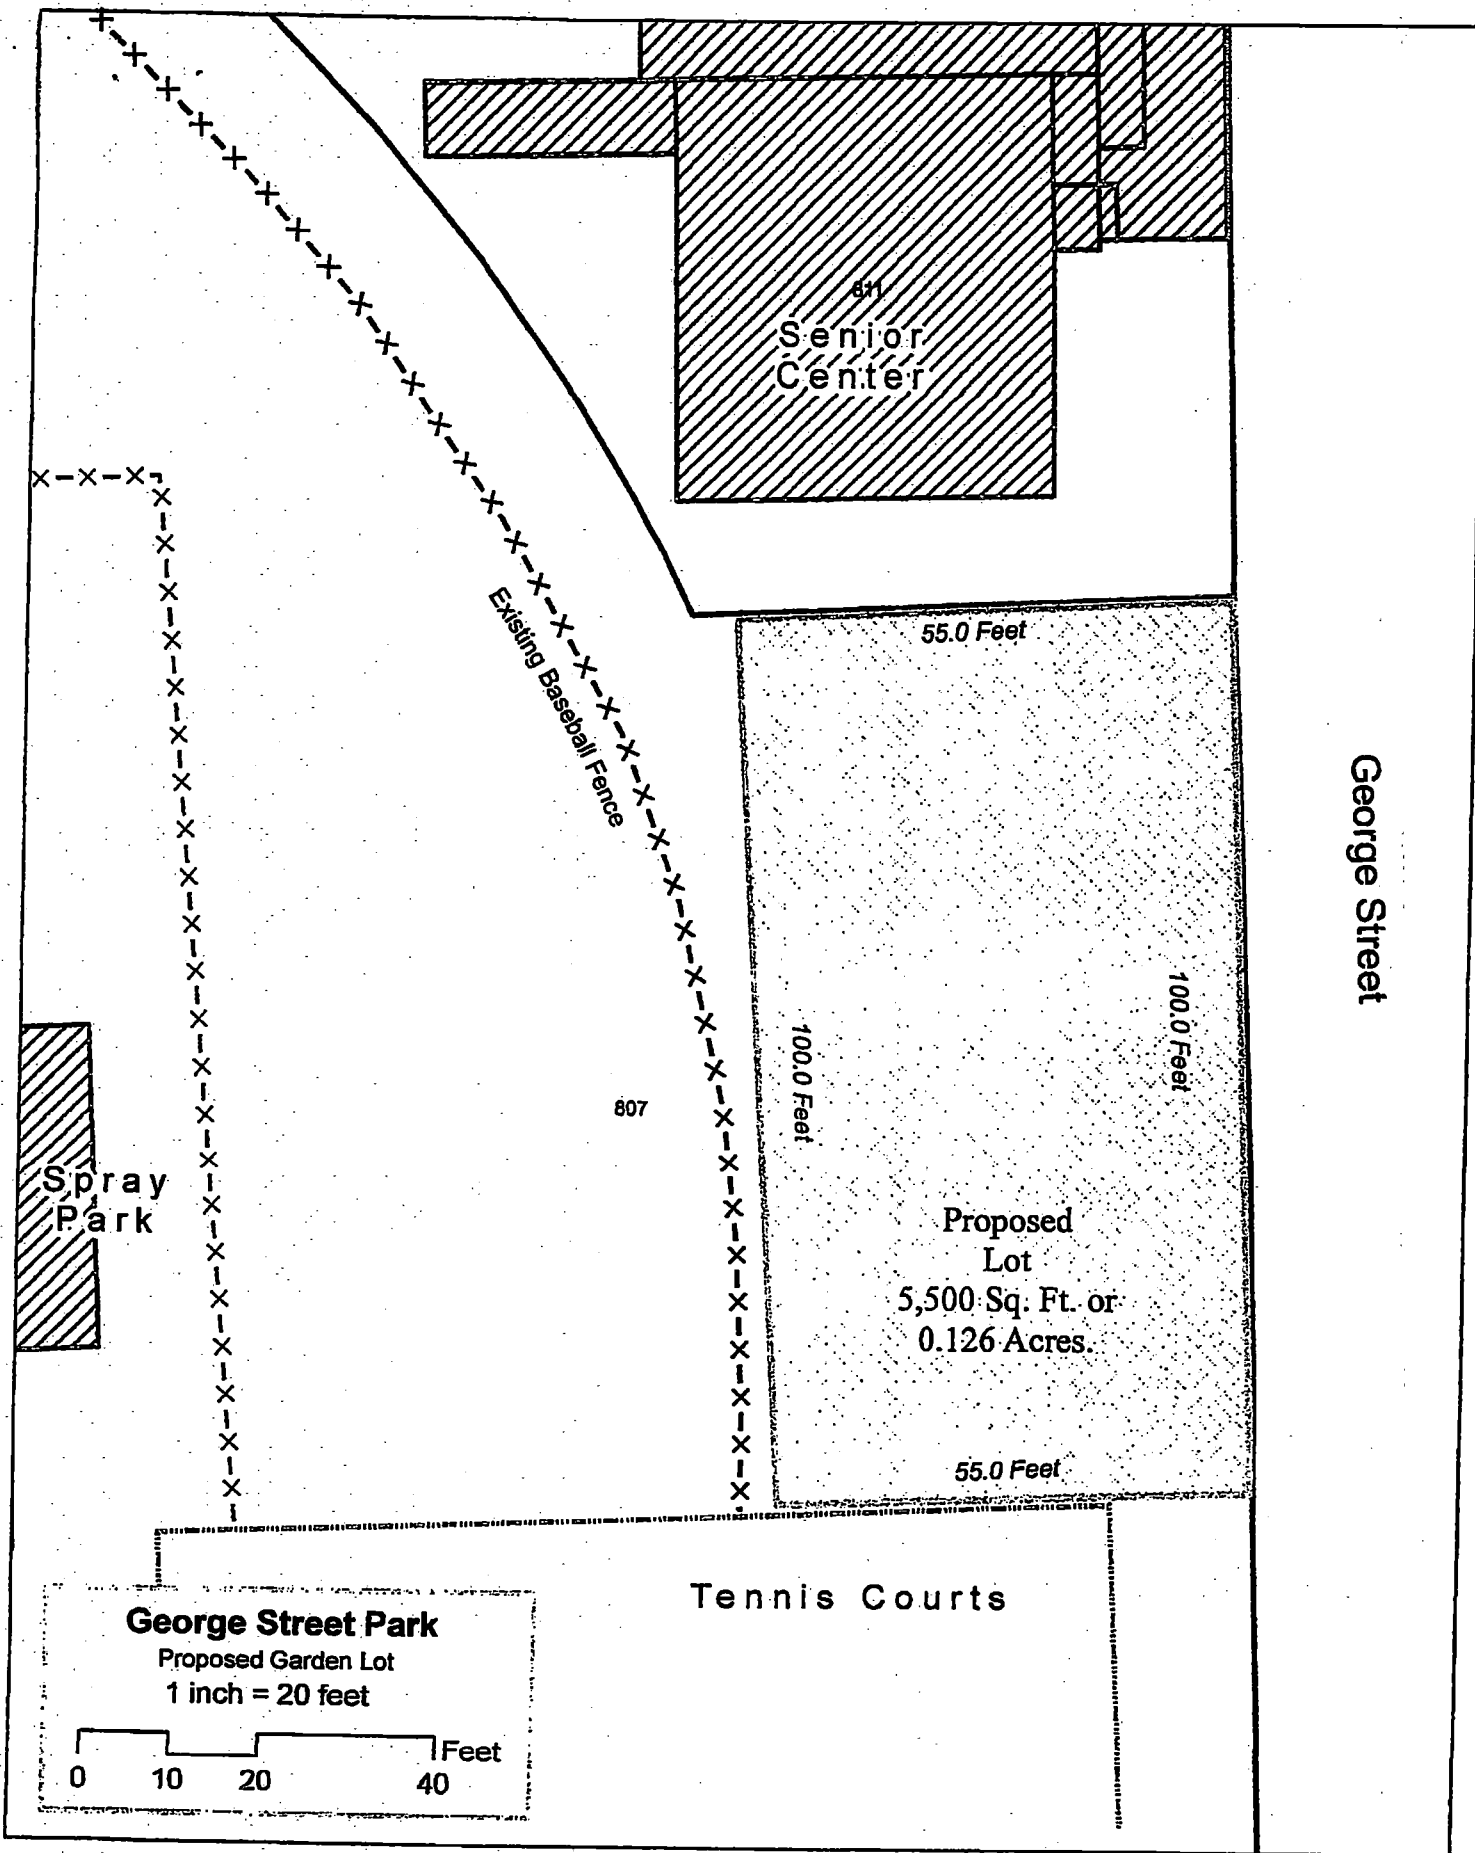 811
Senior
Center
55.0 Feet
Existing Baseball Fence
George Street
100.0 Feet
100.0 Feet
807
Spray
Park
Proposed
Lot
5,500 Sq. Ft. or
0.126 Acres.
55.0 Feet
Tennis Courts
George Street Park
Proposed Garden Lot
1 inch = 20 feet
Feet
0 10 20 40